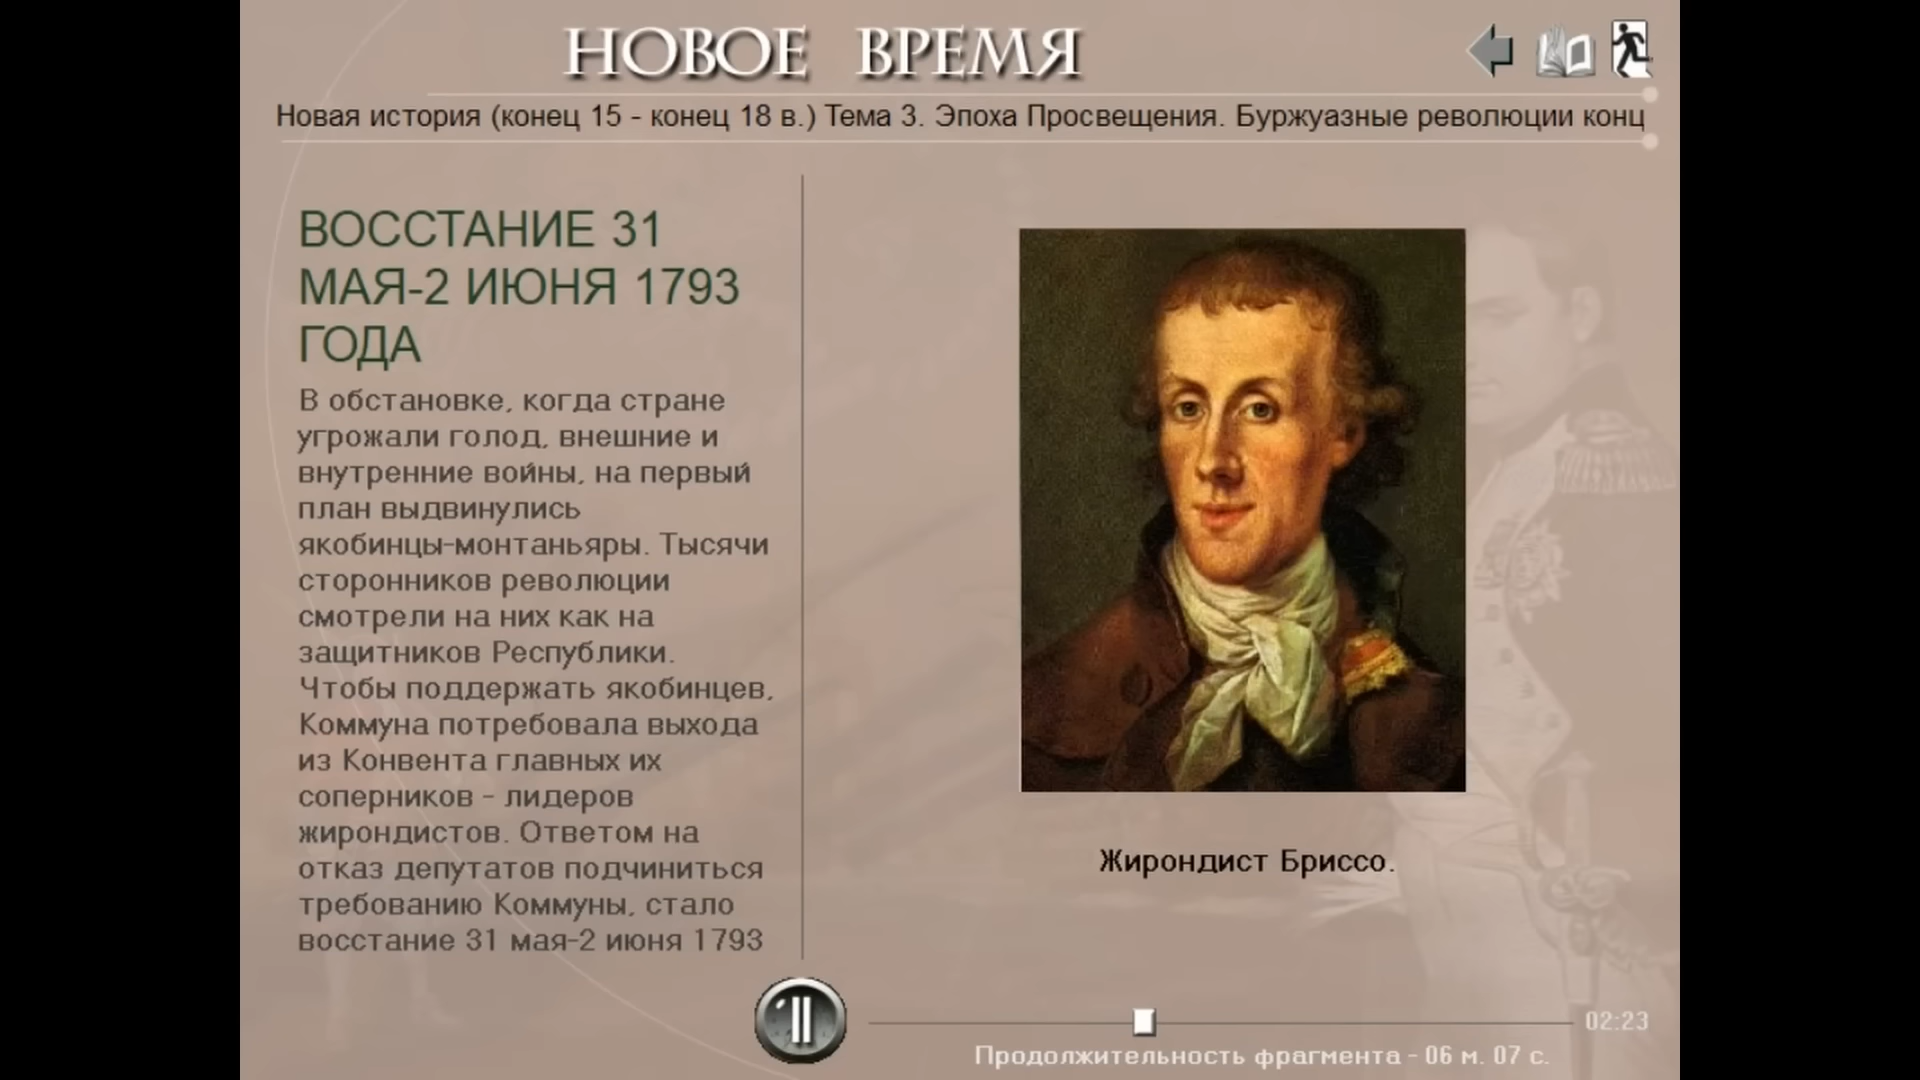 НОВОЕ ВРЕМЯ
Новая история (конец 15 - конец 18 в.) Тема 3. Эпоха Просвещения. Буржуазные революции конц
ВОССТАНИЕ 31
МАЯ-2 ИЮНЯ 1793
ГОДА
В обстановке, когда стране
угрожали голод, внешние и
внутренние войны, на первый
план выдвинулись
якобинцы-монтаньяры. Тысячи
сторонников революции
смотрели на них как на
защитников Республики.
Чтобы поддержать якобинцев,
Коммуна потребовала выхода
из Конвента главных их
соперников - лидеров
жирондистов. Ответом на
отказ депутатов подчиниться
требованию Коммуны, стало
восстание 31 мая-2 июня 1793
Жирондист Бриссо.
02:23
Продолжительность фрагмента - 06 м. 07 с.